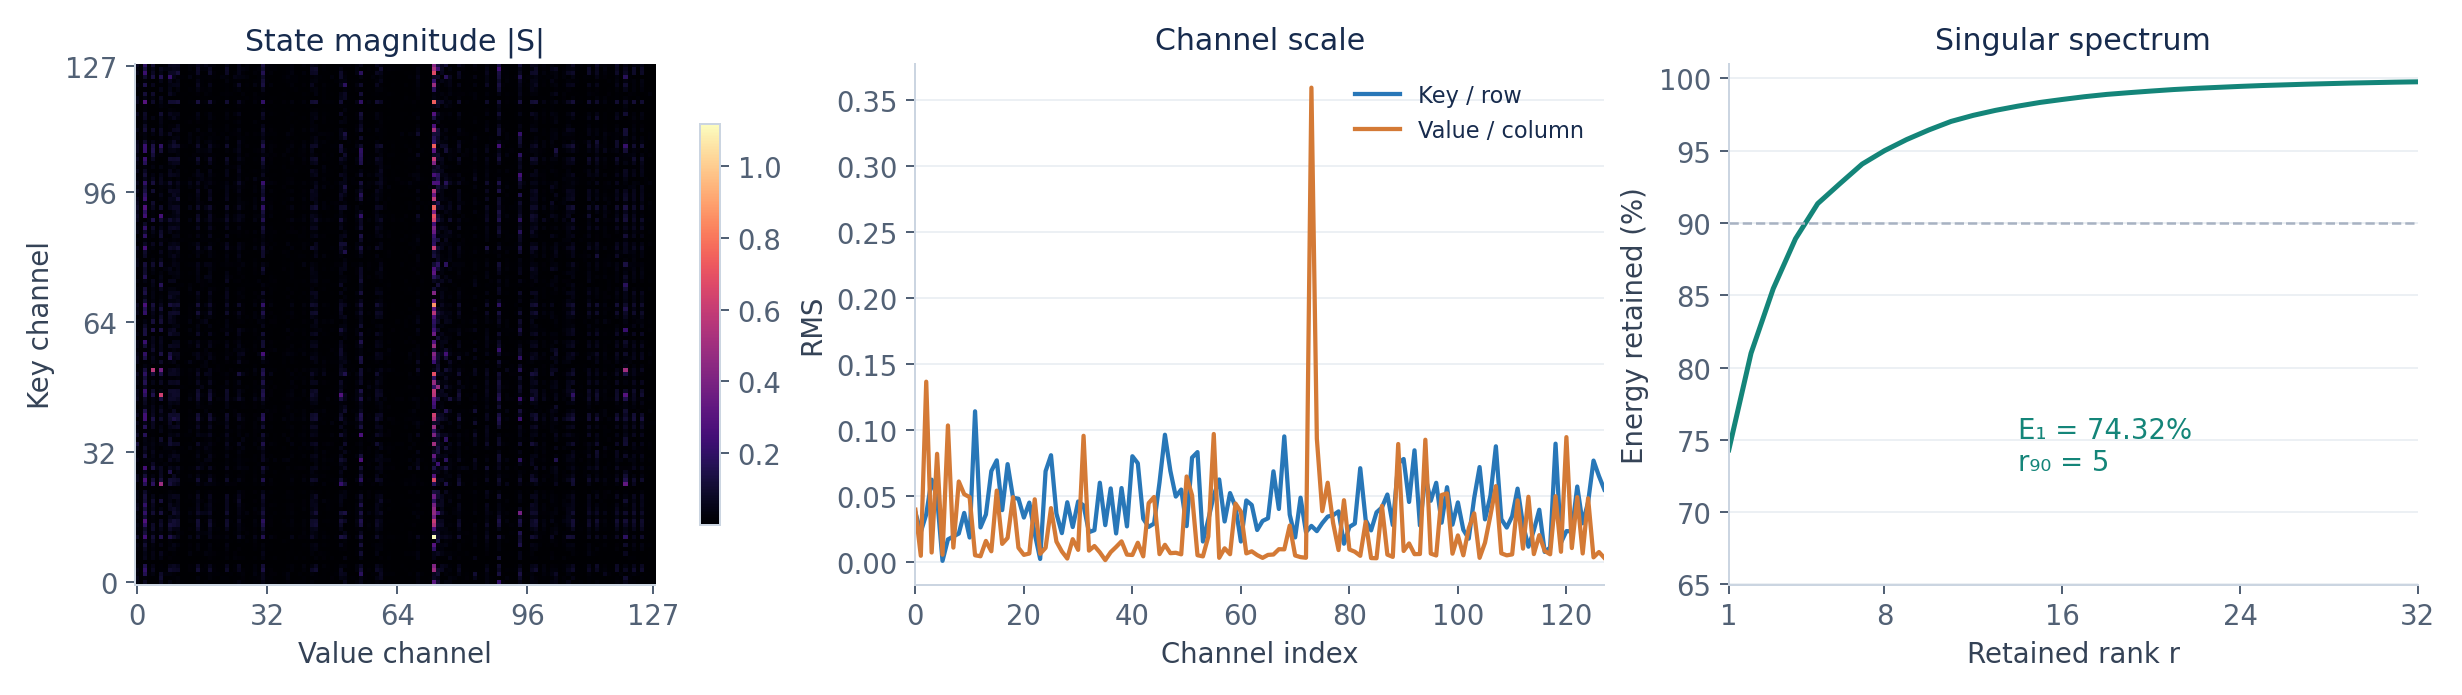 State magnitude |S|
127
96
64
32
0
Key channel
0 32 64 96 127
Value channel
1.0
0.8
0.6
0.4
0.2
Channel scale
Key / row
Value / column
0.35
0.30
0.25
0.20
0.15
0.10
0.05
0.00
RMS
0 20 40 60 80 100 120
Channel index
Singular spectrum
100
95
90
85
80
75
70
65
Energy retained (%)
E₁ = 74.32%
r₉₀ = 5
1 8 16 24 32
Retained rank r